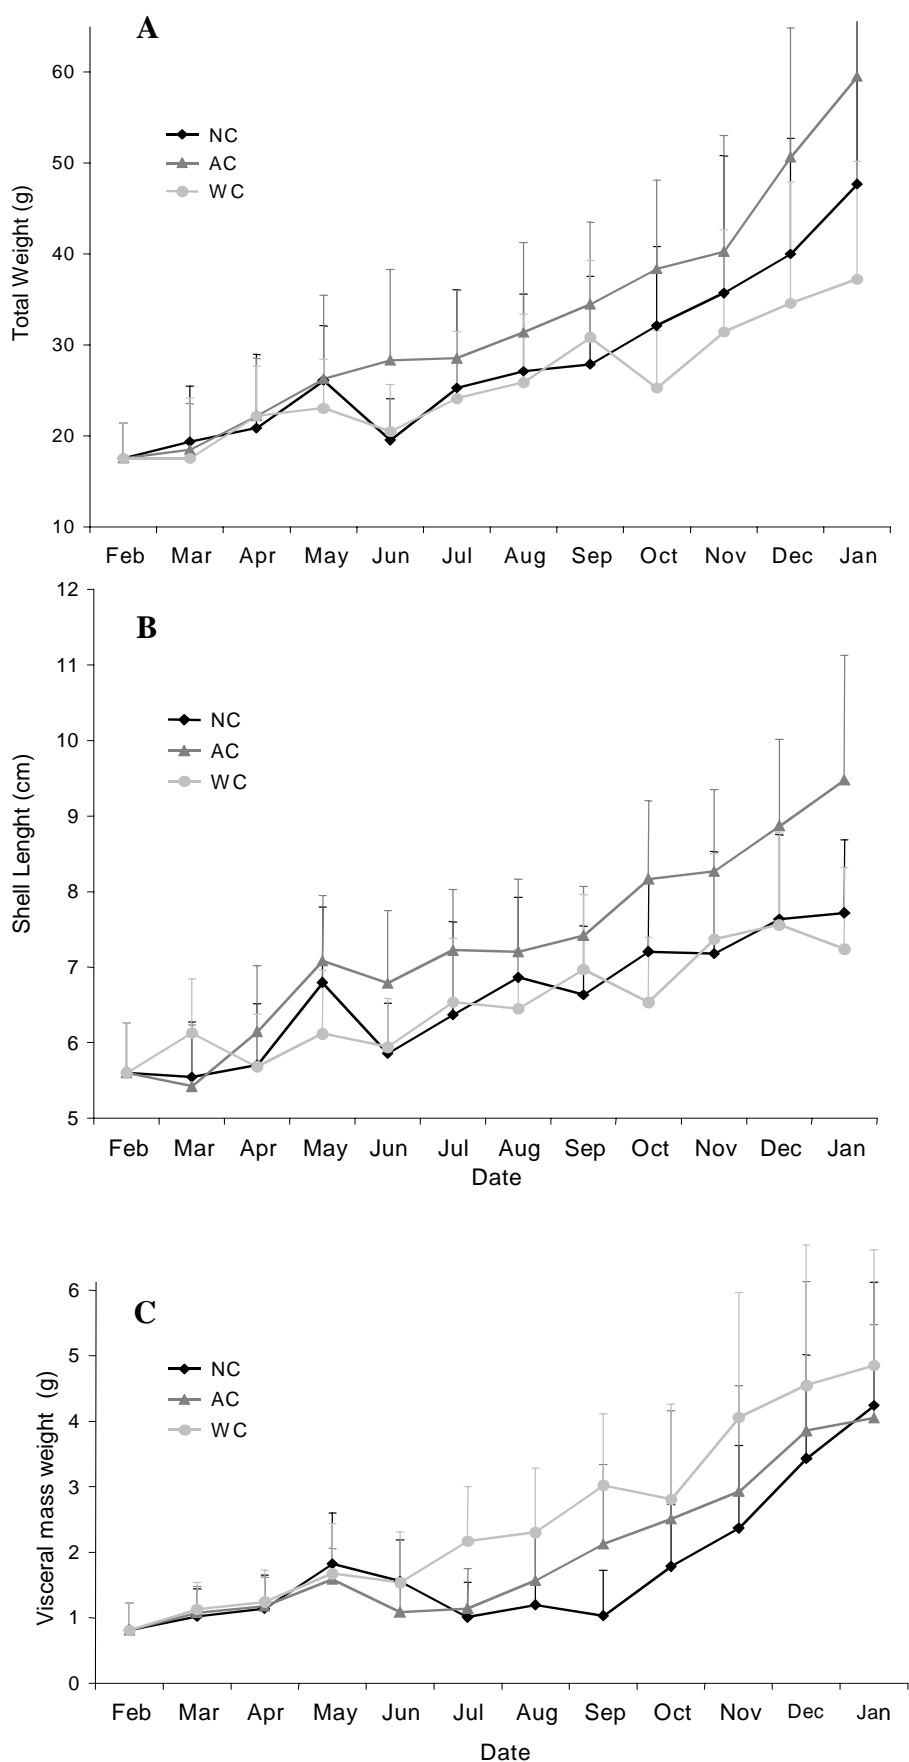 A
60
50
40
30
20
10
Total Weight (g)
NC
AC
WC
Feb Mar Apr May Jun Jul Aug Sep Oct Nov Dec Jan
B
12
11
10
9
8
7
6
5
Shell Lenght (cm)
NC
AC
WC
Feb Mar Apr May Jun Jul Aug Sep Oct Nov Dec Jan
Date
C
6
5
4
3
2
1
0
Visceral mass weight (g)
NC
AC
WC
Feb Mar Apr May Jun Jul Aug Sep Oct Nov Dec Jan
Date